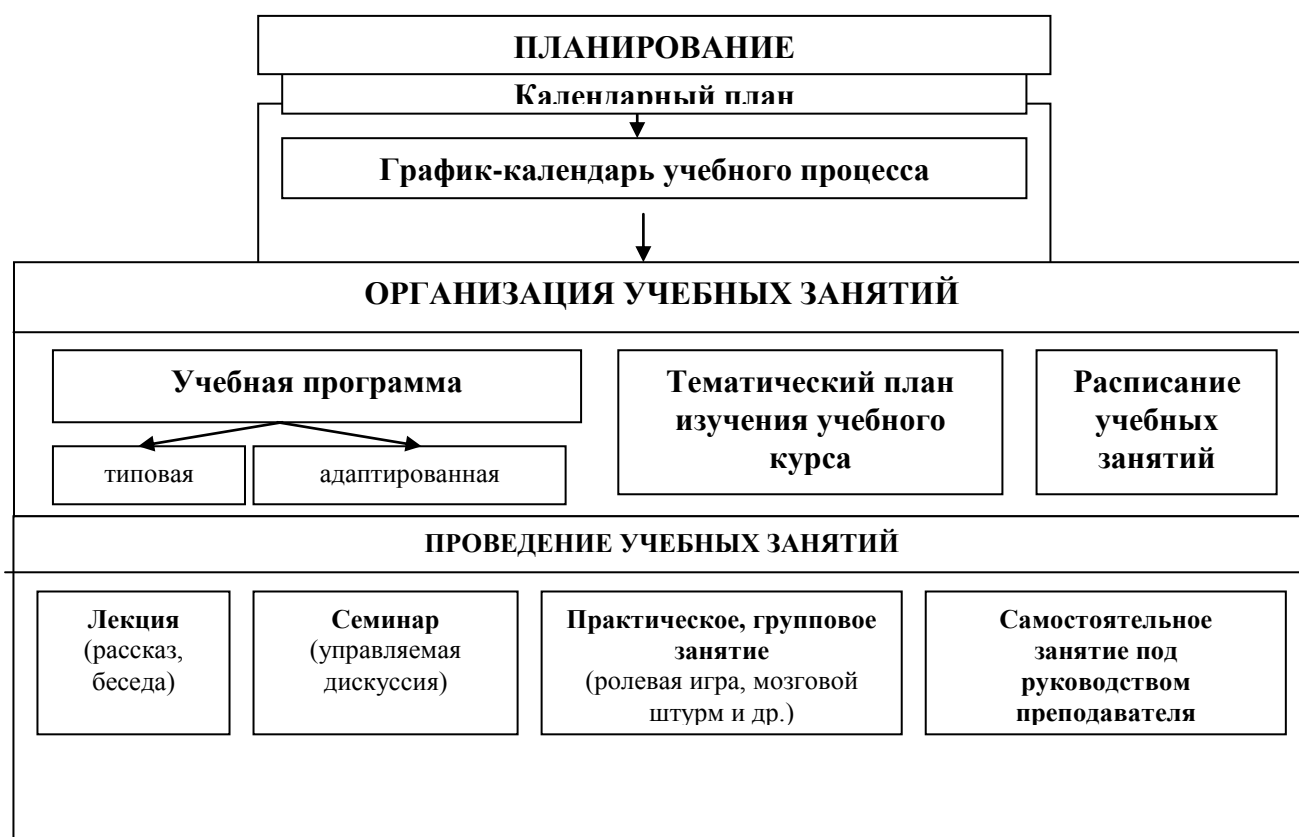 ПЛАНИРОВАНИЕ
Календарный план
График-календарь учебного процесса
ОРГАНИЗАЦИЯ УЧЕБНЫХ ЗАНЯТИЙ
Учебная программа
типовая
адаптированная
Тематический план
изучения учебного
курса
Расписание
учебных
занятий
ПРОВЕДЕНИЕ УЧЕБНЫХ ЗАНЯТИЙ
Лекция
(рассказ,
беседа)
Семинар
(управляемая
дискуссия)
Практическое, групповое
занятие
(ролевая игра, мозговой
штурм и др.)
Самостоятельное
занятие под
руководством
преподавателя